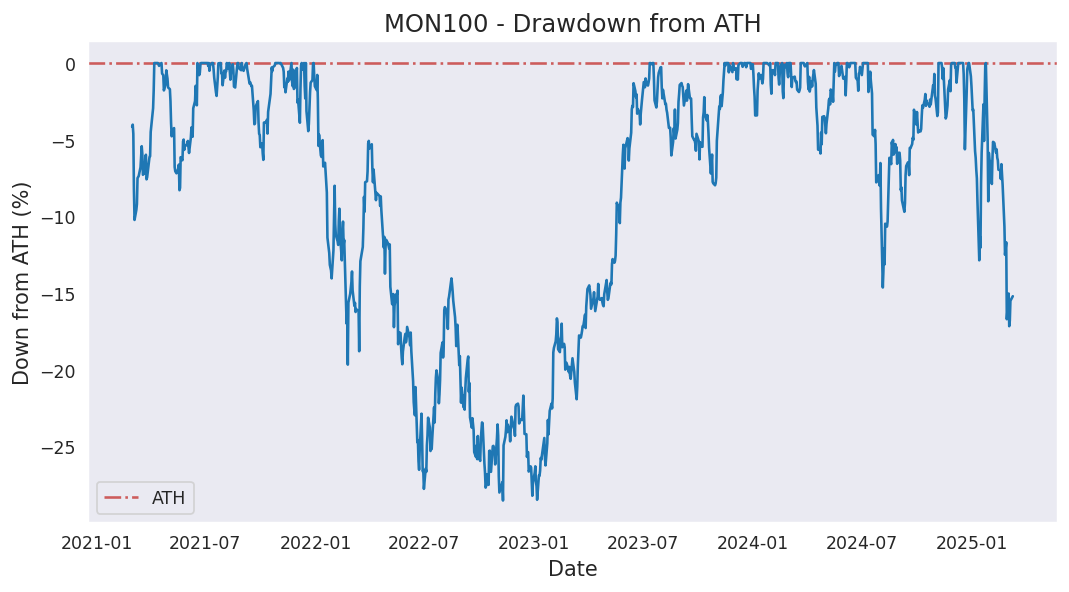 MON100 - Drawdown from ATH
Down from ATH (%)
0
−5
−10
−15
−20
−25
ATH
2021-01 2021-07 2022-01 2022-07 2023-01 2023-07 2024-01 2024-07 2025-01
Date